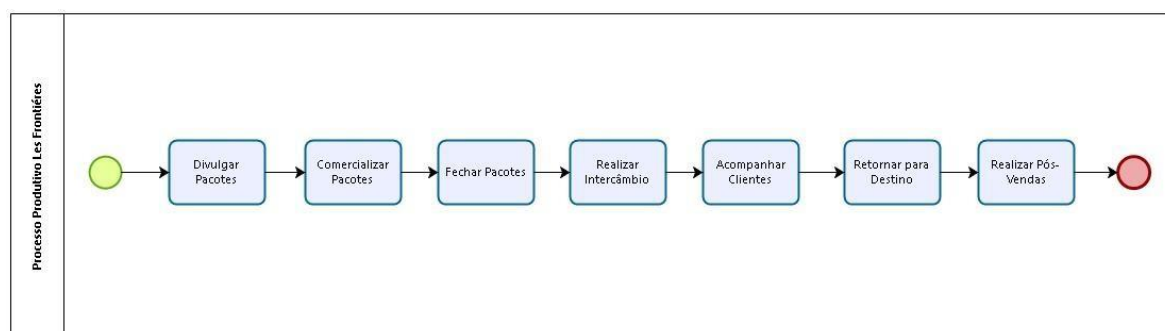 Processo Produtivo Les Frontiéres
Divulgar
Pacotes
Comercializar
Pacotes
Fechar Pacotes
Realizar
Intercâmbio
Acompanhar
Clientes
Retornar para
Destino
Realizar Pós-
Vendas